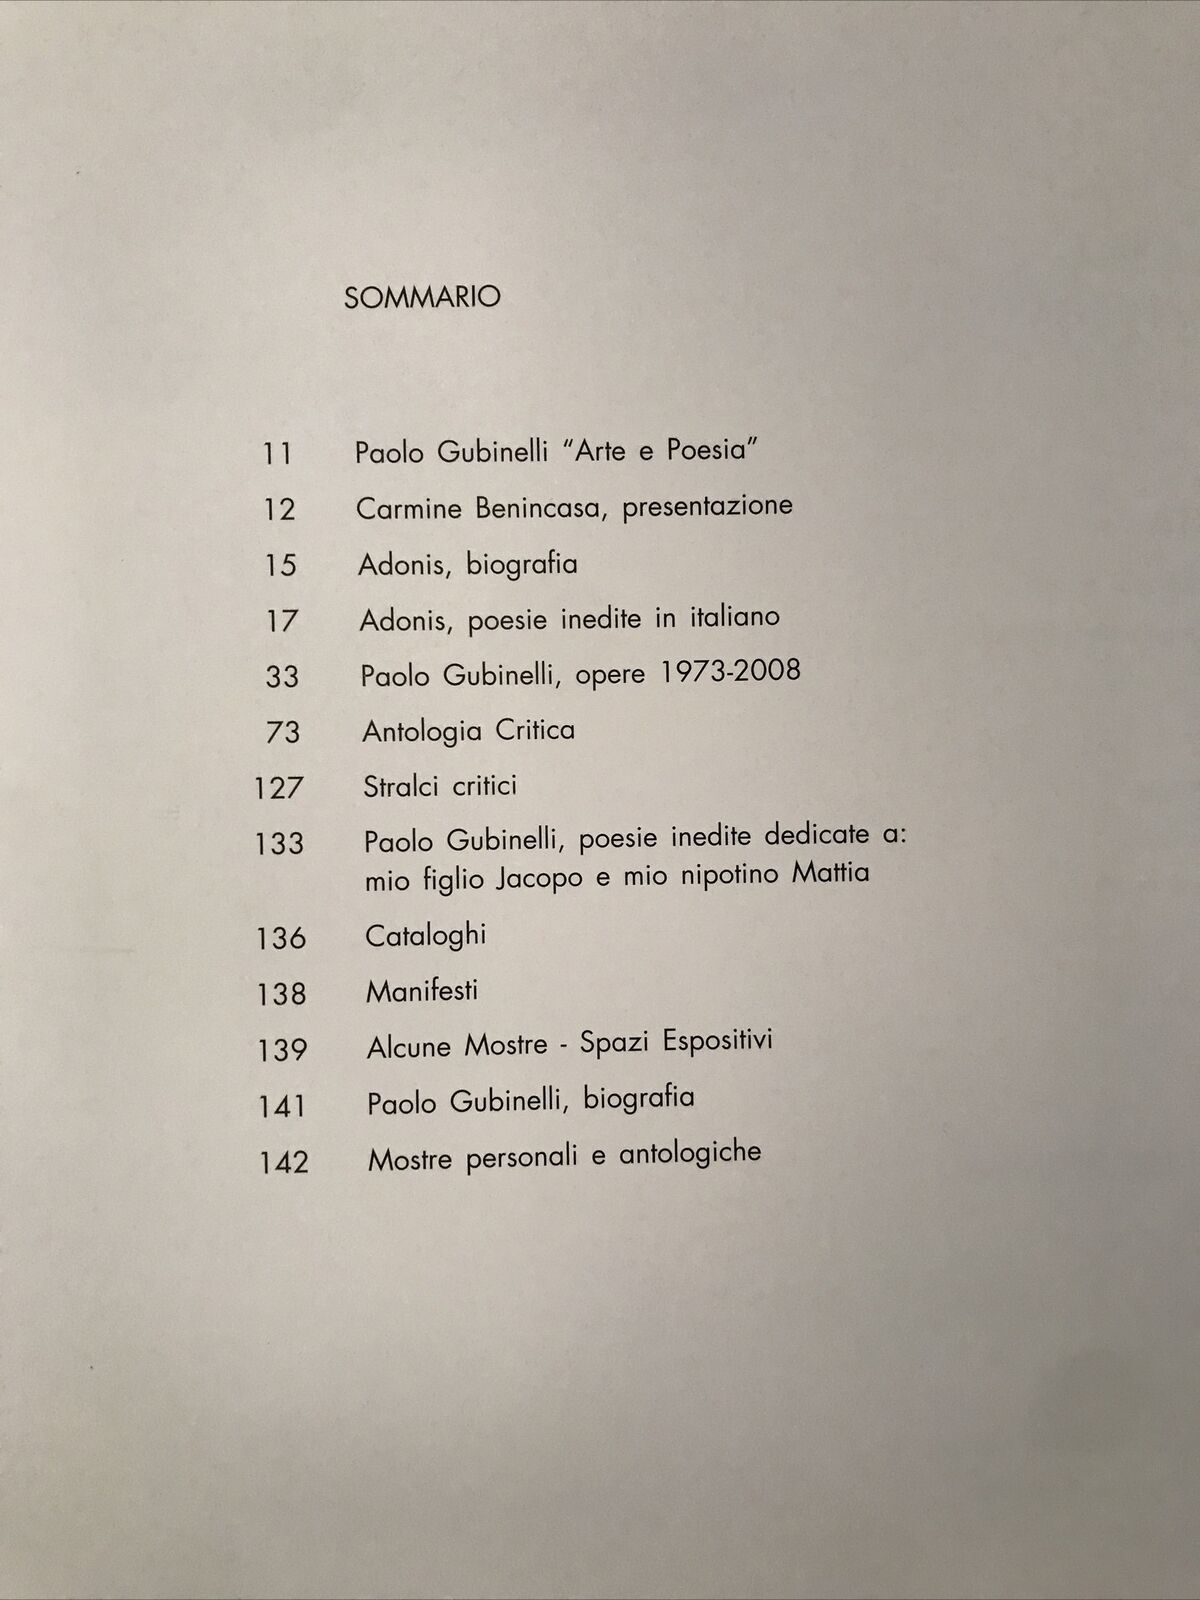 SOMMARIO
11 Paolo Gubinelli “Arte e Poesia”
12 Carmine Benincasa, presentazione
15 Adonis, biografia
17 Adonis, poesie inedite in italiano
33 Paolo Gubinelli, opere 1973-2008
73 Antologia Critica
127 Stralci critici
133 Paolo Gubinelli, poesie inedite dedicate a:
mio figlio Jacopo e mio nipotino Mattia
136 Cataloghi
138 Manifesti
139 Alcune Mostre - Spazi Espositivi
141 Paolo Gubinelli, biografia
142 Mostre personali e antologiche